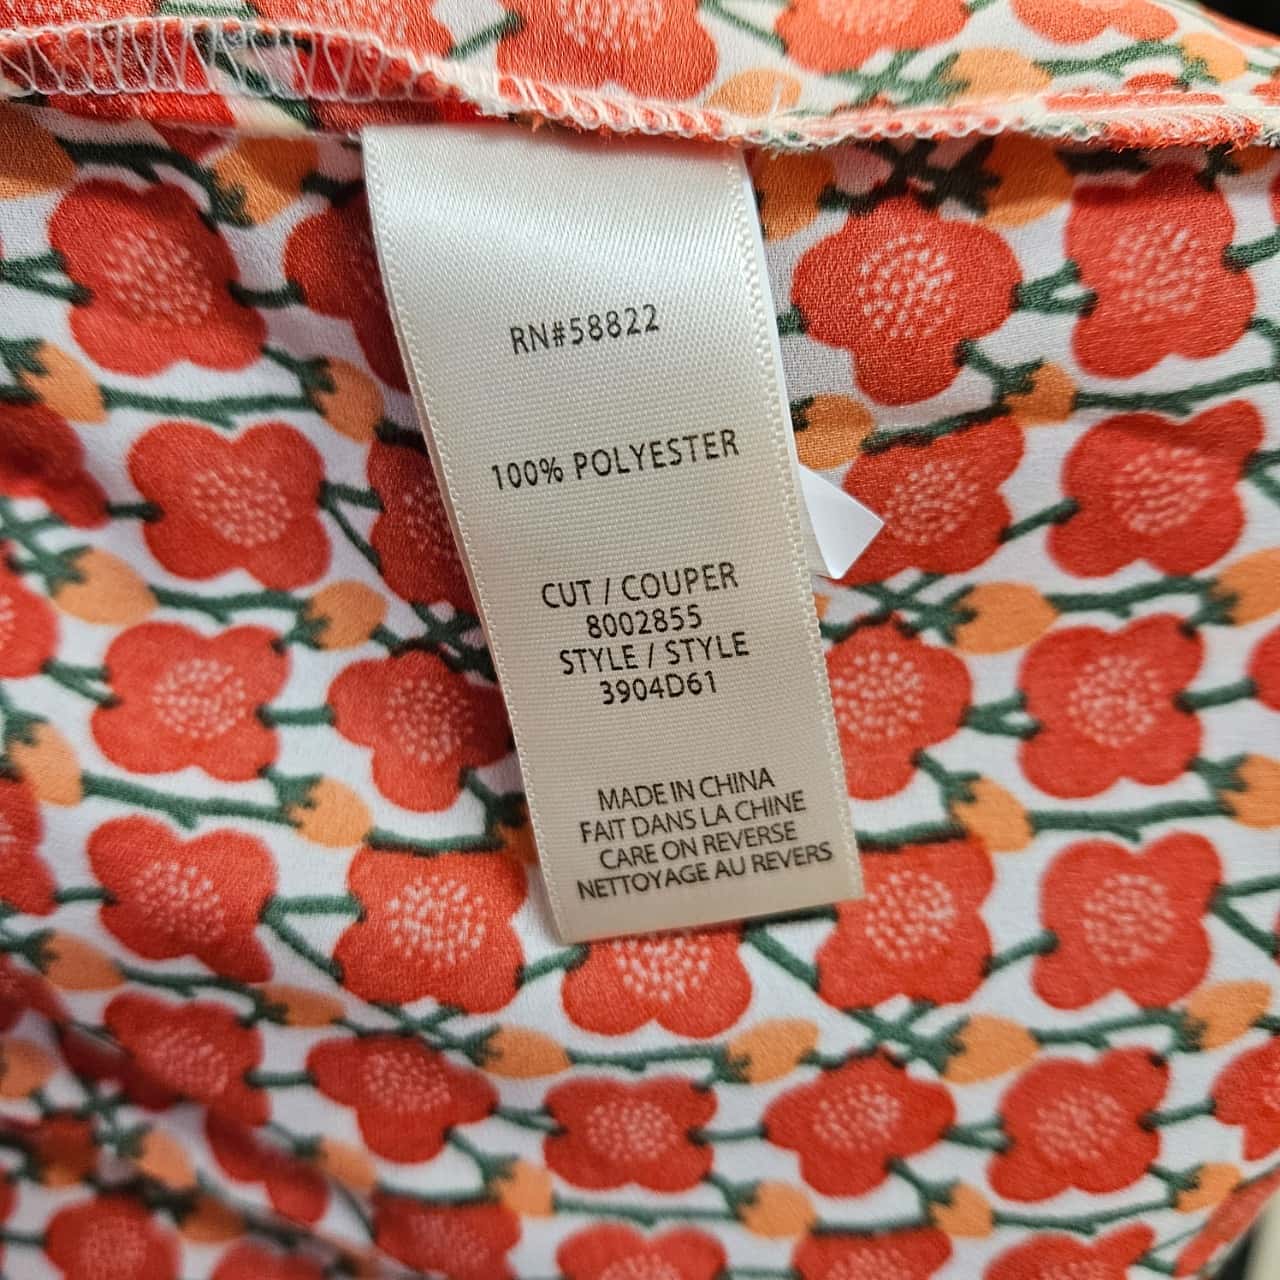 RN#58822
100% POLYESTER
CUT / COUPER
8002855
STYLE / STYLE
3904D61
MADE IN CHINA
FAIT DANS LA CHINE
CARE ON REVERSE
NETTOYAGE AU REVERS